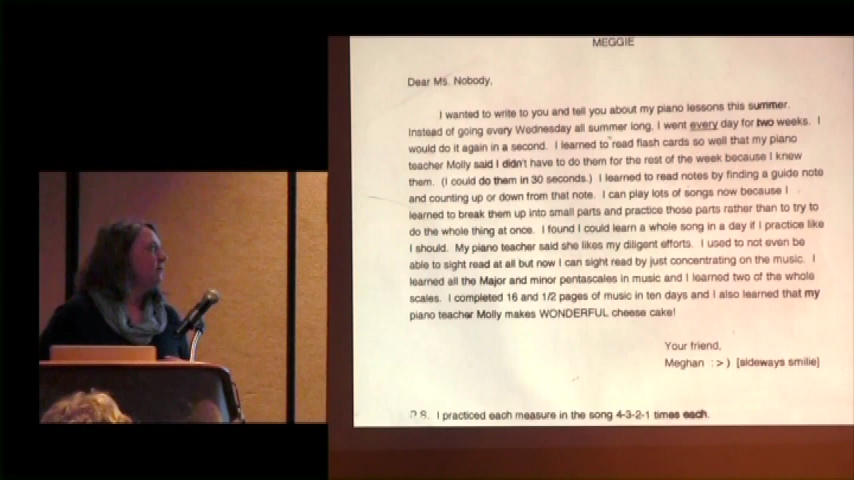 MEGGIE
Dear Ms. Nobody,
I wanted to write to you and tell you about my piano lessons this summer.
Instead of going every Wednesday all summer long, I went every day for two weeks. I
would do it again in a second. I learned to read flash cards so well that my piano
teacher Molly said I didn't have to do them for the rest of the week because I knew
them. (I could do them in 30 seconds.) I learned to read notes by finding a guide note
and counting up or down from that note. I can play lots of songs now because I
learned to break them up into small parts and practice those parts rather than to try to
do the whole thing at once. I found I could learn a whole song in a day if I practice like
I should. My piano teacher said she likes my diligent efforts. I used to not even be
able to sight read at all but now I can sight read by just concentrating on the music. I
learned all the Major and minor pentascales in music and I learned two of the whole
scales. I completed 16 and 1/2 pages of music in ten days and I also learned that my
piano teacher Molly makes WONDERFUL cheese cake!
Your friend,
Meghan : > ) [sideways smilie]
P.S. I practiced each measure in the song 4-3-2-1 times each.